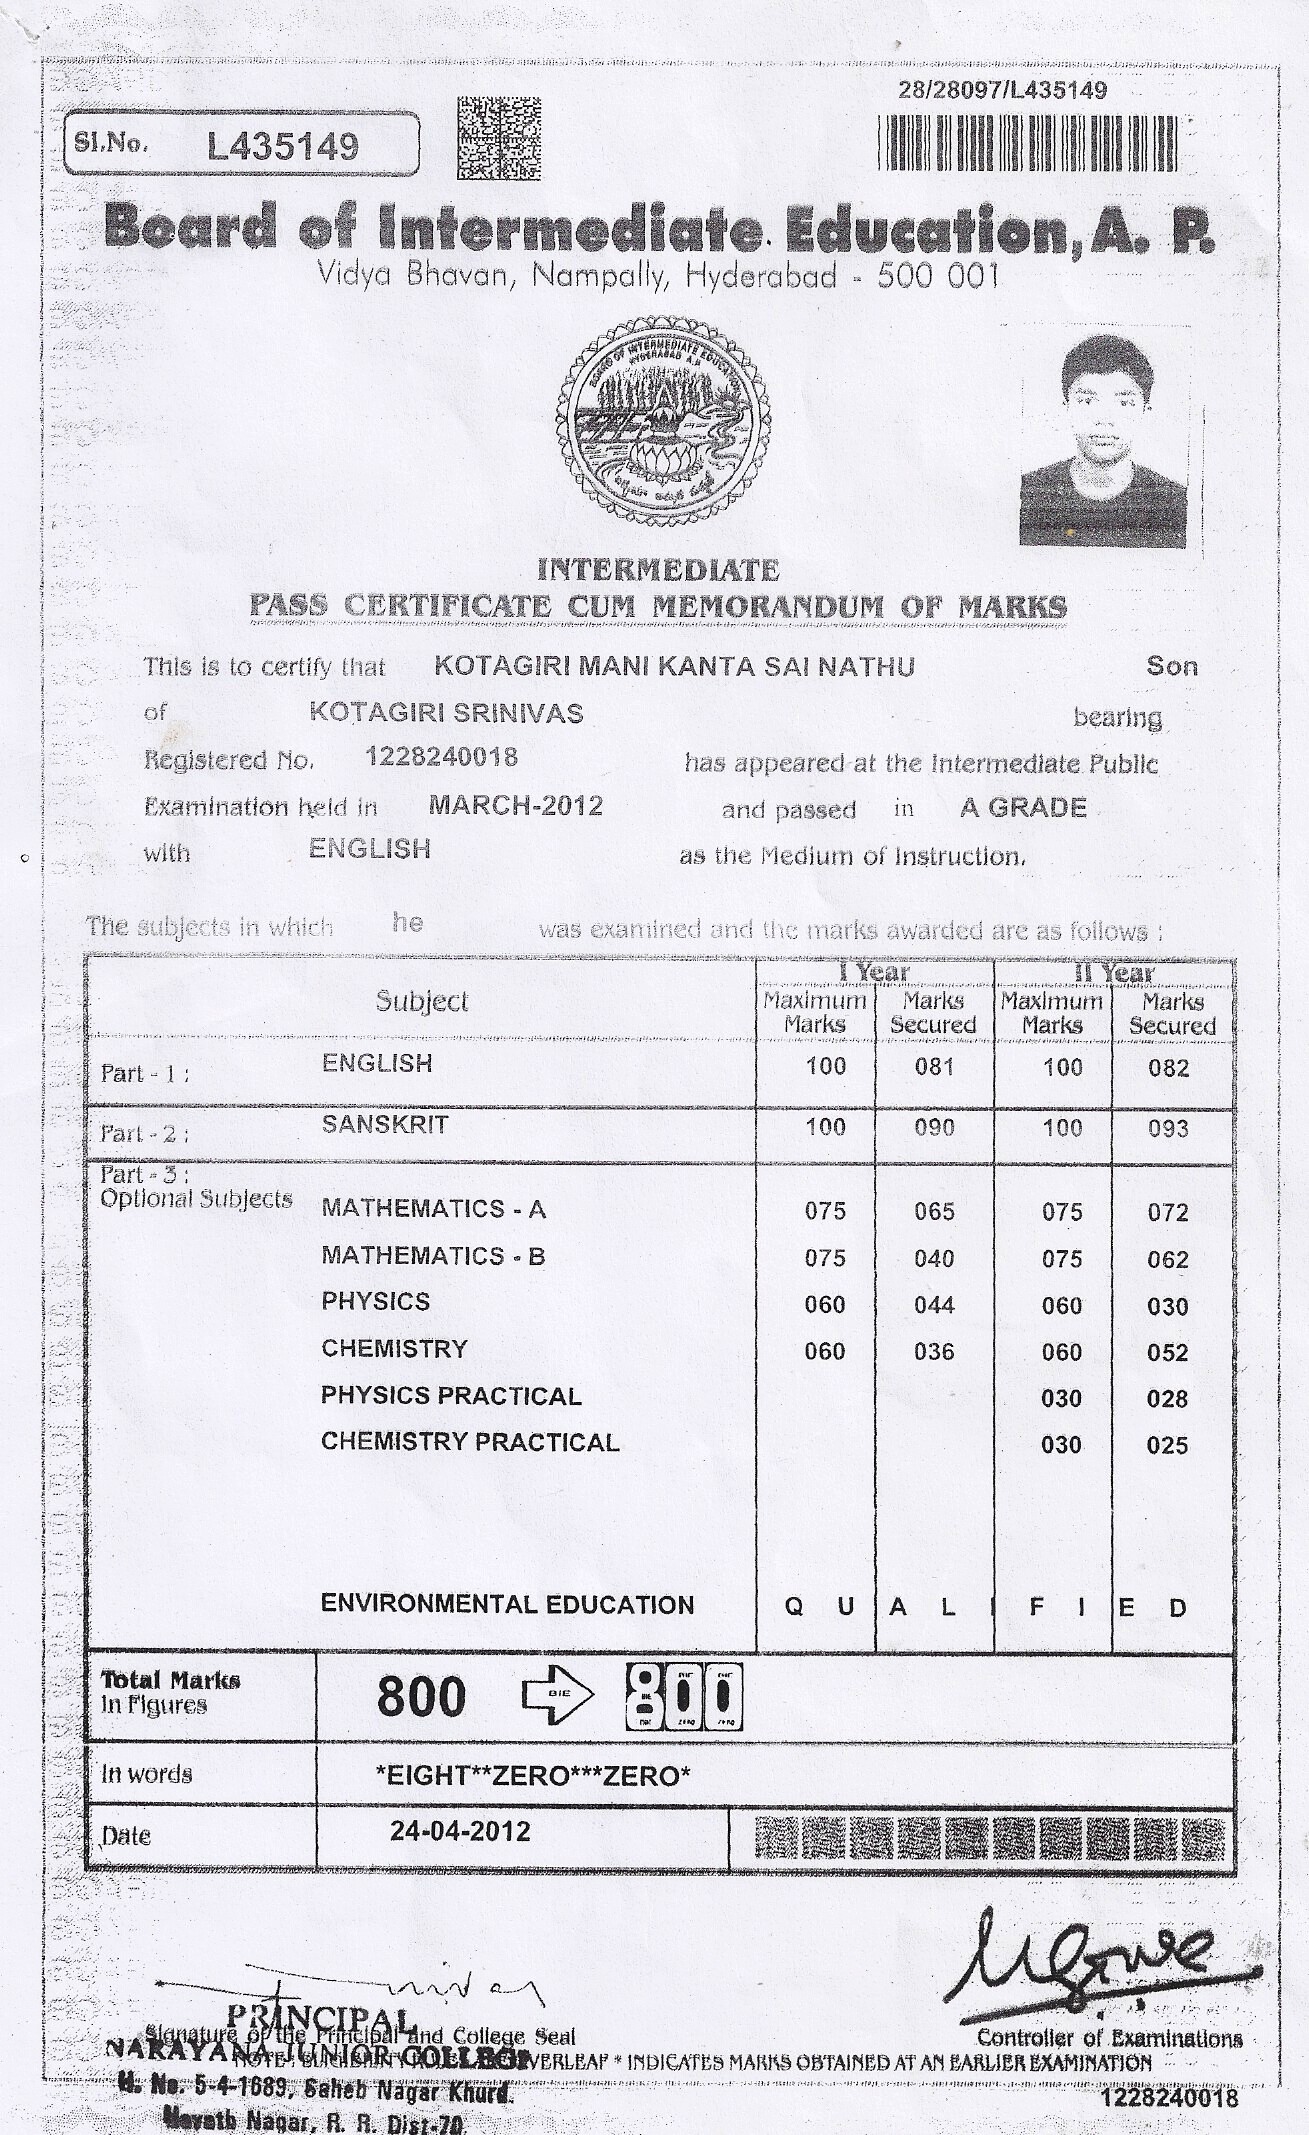 28/28097/L435149
Sl.No. L435149
Board of Intermediate Education, A. P.
Vidya Bhavan, Nampally, Hyderabad - 500 001
BOARD OF INTERMEDIATE EDUCATION
HYDERABAD A.P
INTERMEDIATE
PASS CERTIFICATE CUM MEMORANDUM OF MARKS
This is to certify that KOTAGIRI MANI KANTA SAI NATHU Son
of KOTAGIRI SRINIVAS bearing
Registered No. 1228240018 has appeared at the Intermediate Public
Examination held in MARCH-2012 and passed in A GRADE
with ENGLISH as the Medium of Instruction.
The subjects in which he was examined and the marks awarded are as follows :
Subject I Year II Year
Maximum Marks Marks Secured Maximum Marks Marks Secured
Part - 1 : ENGLISH 100 081 100 082
Part - 2 : SANSKRIT 100 090 100 093
Part - 3 :
Optional Subjects MATHEMATICS - A 075 065 075 072
MATHEMATICS - B 075 040 075 062
PHYSICS 060 044 060 030
CHEMISTRY 060 036 060 052
PHYSICS PRACTICAL 030 028
CHEMISTRY PRACTICAL 030 025
ENVIRONMENTAL EDUCATION Q U A L I F I E D
Total Marks
In Figures 800 BIE 800
In words *EIGHT**ZERO***ZERO*
Date 24-04-2012
PRINCIPAL
Signature of the Principal and College Seal Controller of Examinations
NARAYANA JUNIOR COLLEGE
OVERLEAF * INDICATES MARKS OBTAINED AT AN EARLIER EXAMINATION
H. No. 5-4-1689, Saheb Nagar Khurd.
1228240018
Hayath Nagar, R. R. Dist-70.